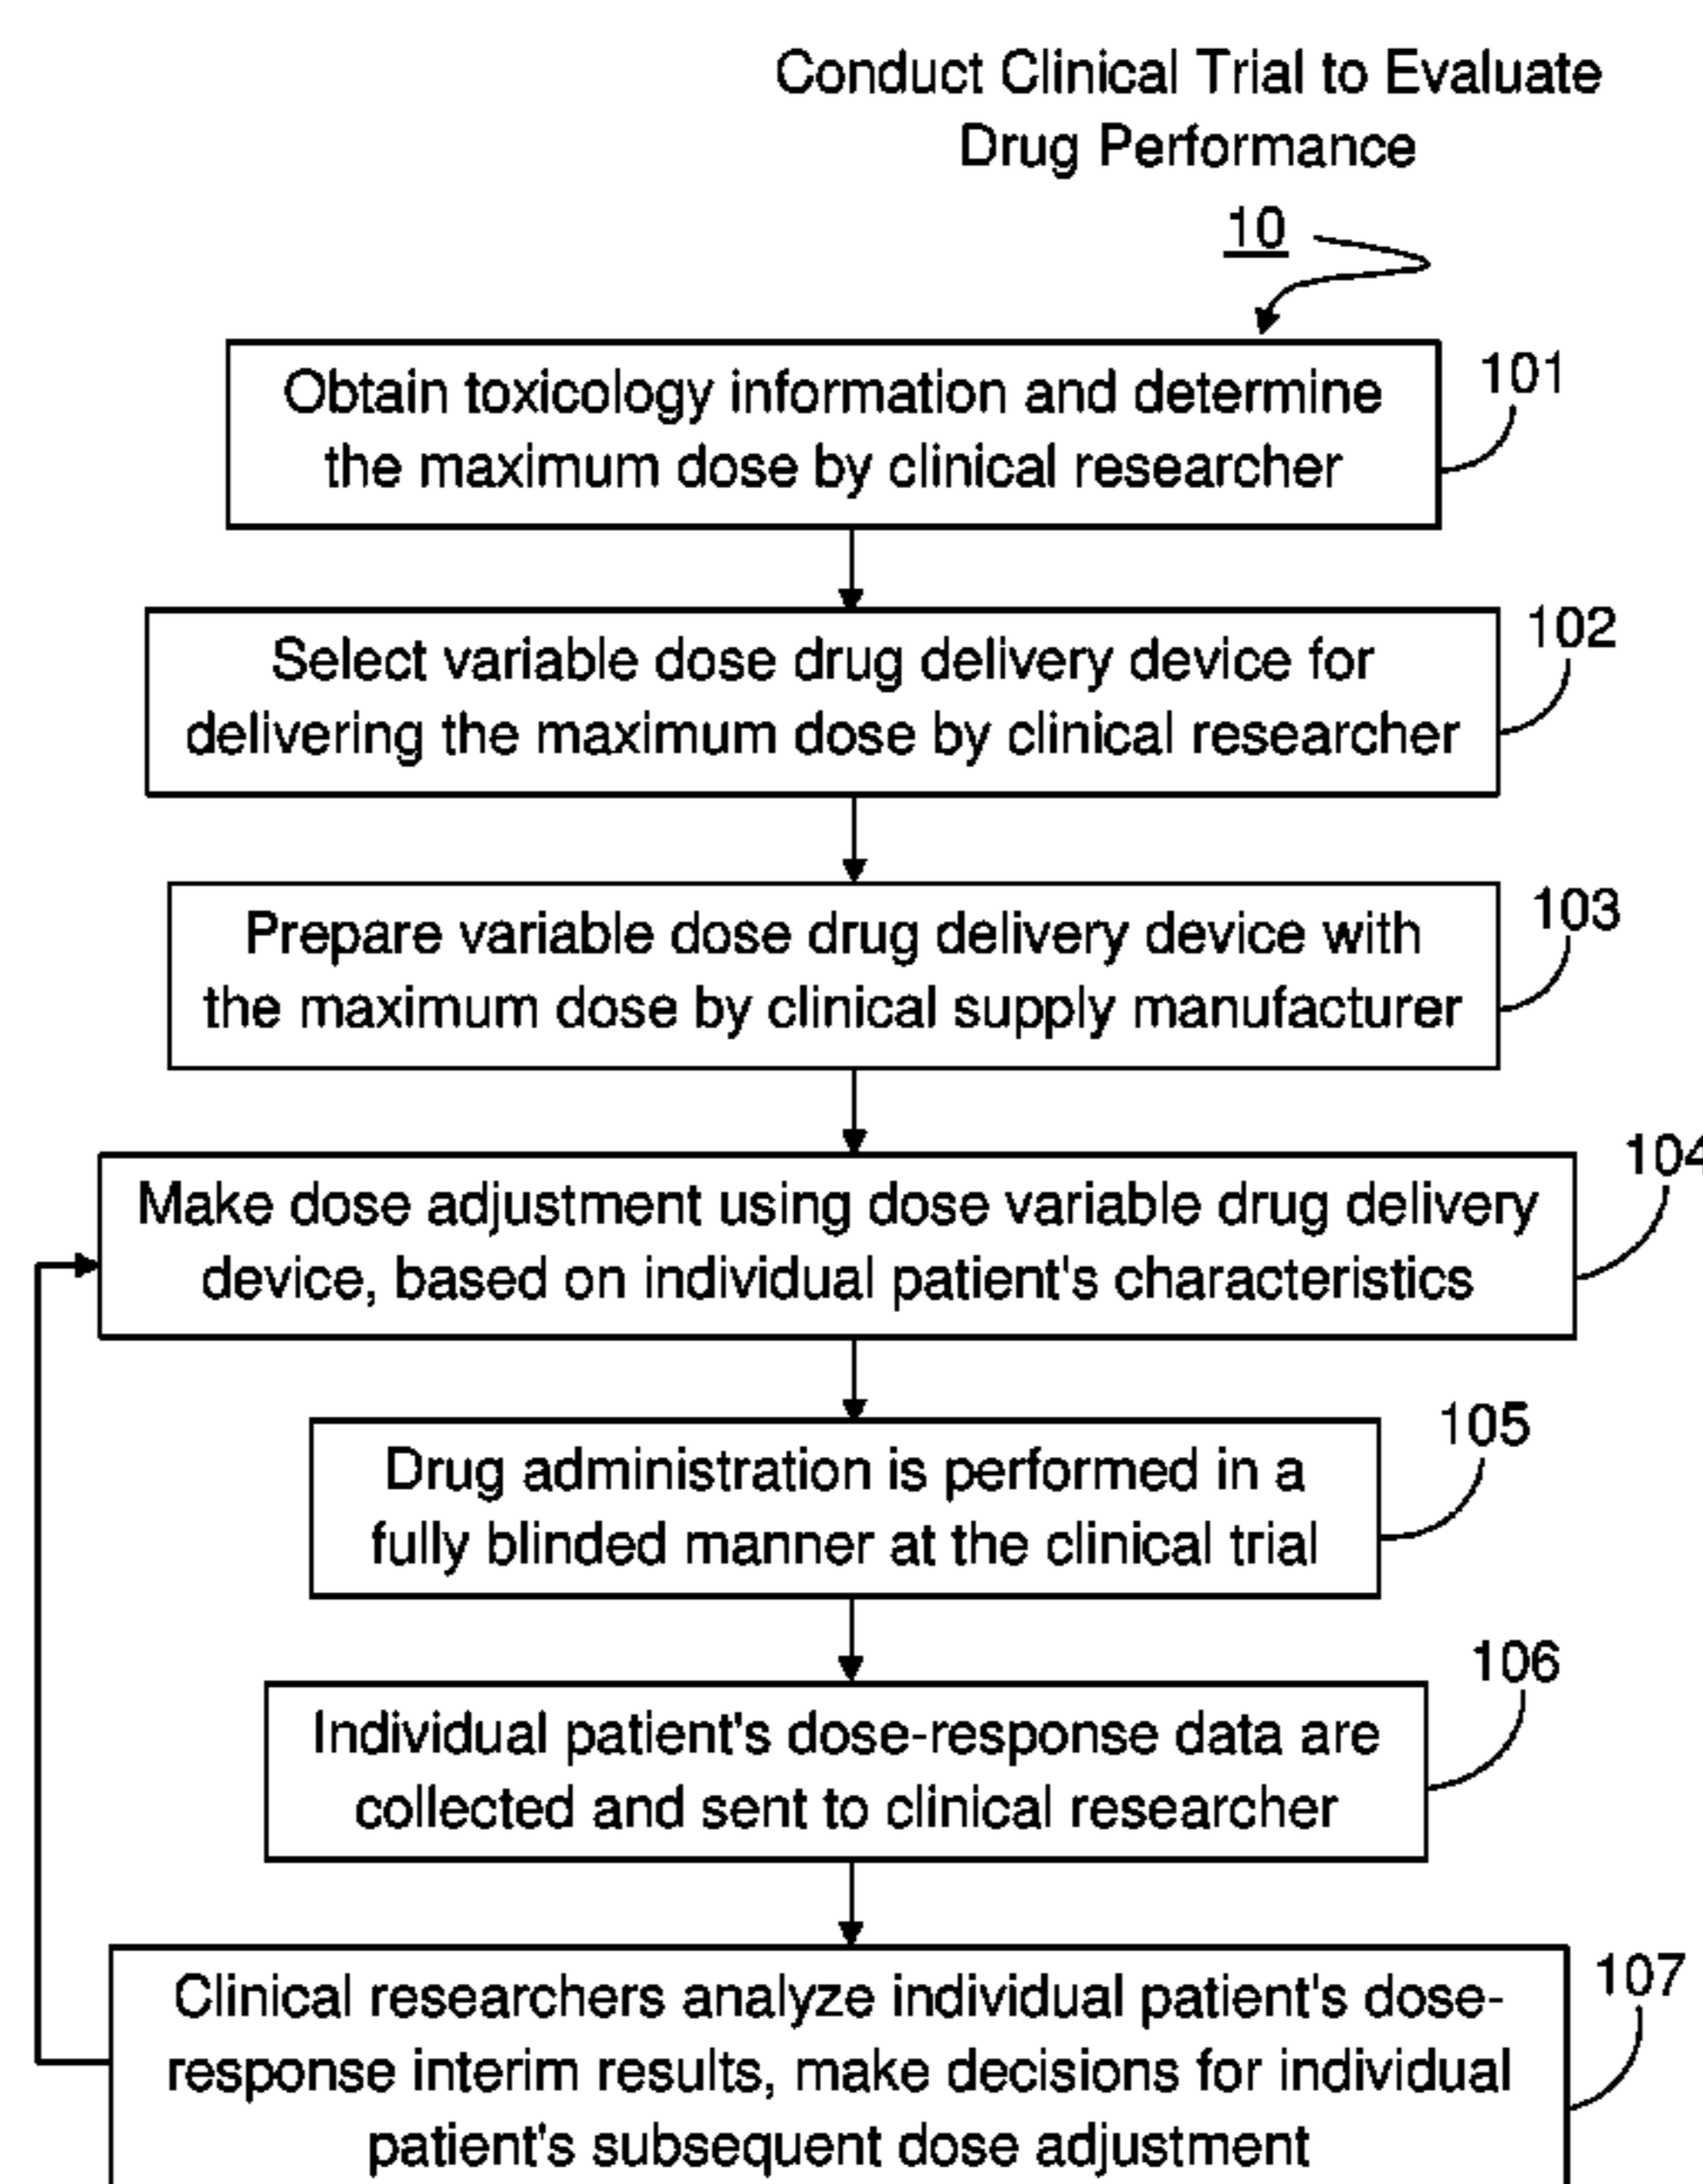 Conduct Clinical Trial to Evaluate
Drug Performance
10
Obtain toxicology information and determine
the maximum dose by clinical researcher
101
Select variable dose drug delivery device for
delivering the maximum dose by clinical researcher
102
Prepare variable dose drug delivery device with
the maximum dose by clinical supply manufacturer
103
Make dose adjustment using dose variable drug delivery
device, based on individual patient's characteristics
104
Drug administration is performed in a
fully blinded manner at the clinical trial
105
Individual patient's dose-response data are
collected and sent to clinical researcher
106
Clinical researchers analyze individual patient's dose-
response interim results, make decisions for individual
patient's subsequent dose adjustment
107